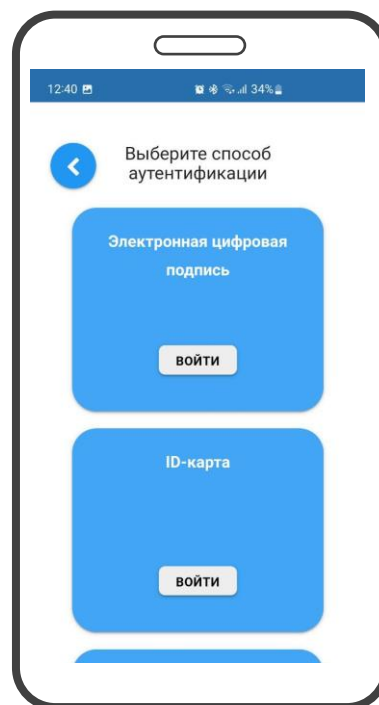 12:40 34%
Выберите способ
аутентификации
Электронная цифровая
подпись
ВОЙТИ
ID-карта
ВОЙТИ